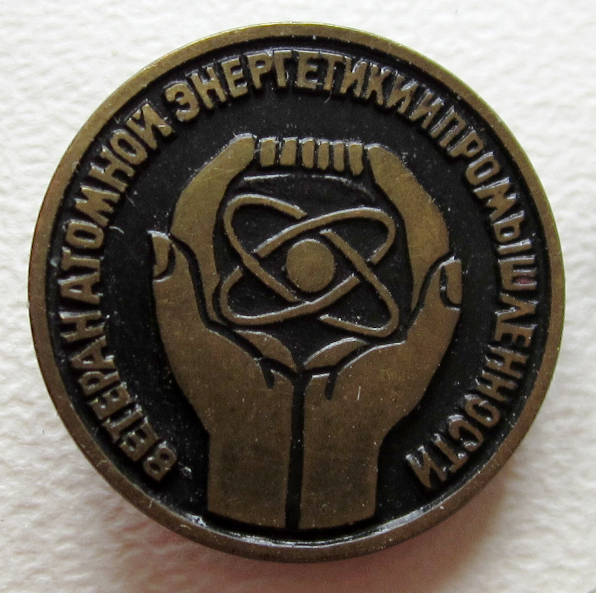 ВЕТЕРАН АТОМНОЙ ЭНЕРГЕТИКИ И ПРОМЫШЛЕННОСТИ